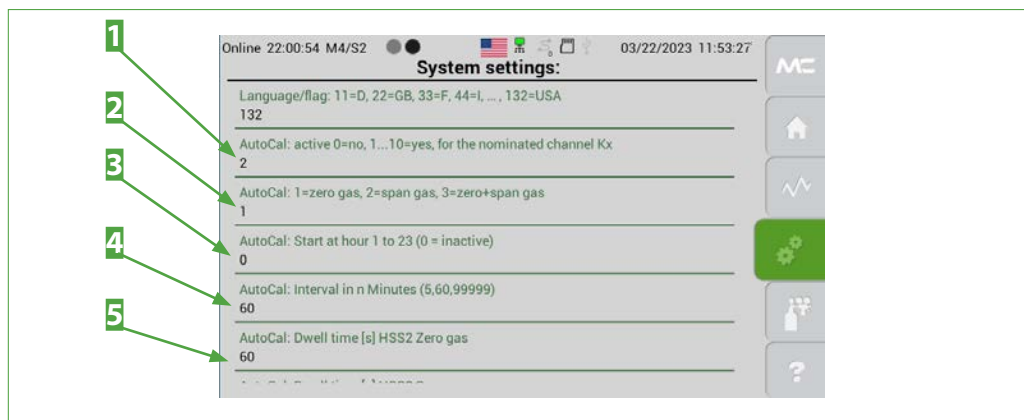 1
2
3
4
5
Online 22:00:54 M4/S2 03/22/2023 11:53:27
System settings:
Language/flag: 11=D, 22=GB, 33=F, 44=I, ... , 132=USA
132
AutoCal: active 0=no, 1...10=yes, for the nominated channel Kx
2
AutoCal: 1=zero gas, 2=span gas, 3=zero+span gas
1
AutoCal: Start at hour 1 to 23 (0 = inactive)
0
AutoCal: Interval in n Minutes (5,60,99999)
60
AutoCal: Dwell time [s] HSS2 Zero gas
60
MC
?